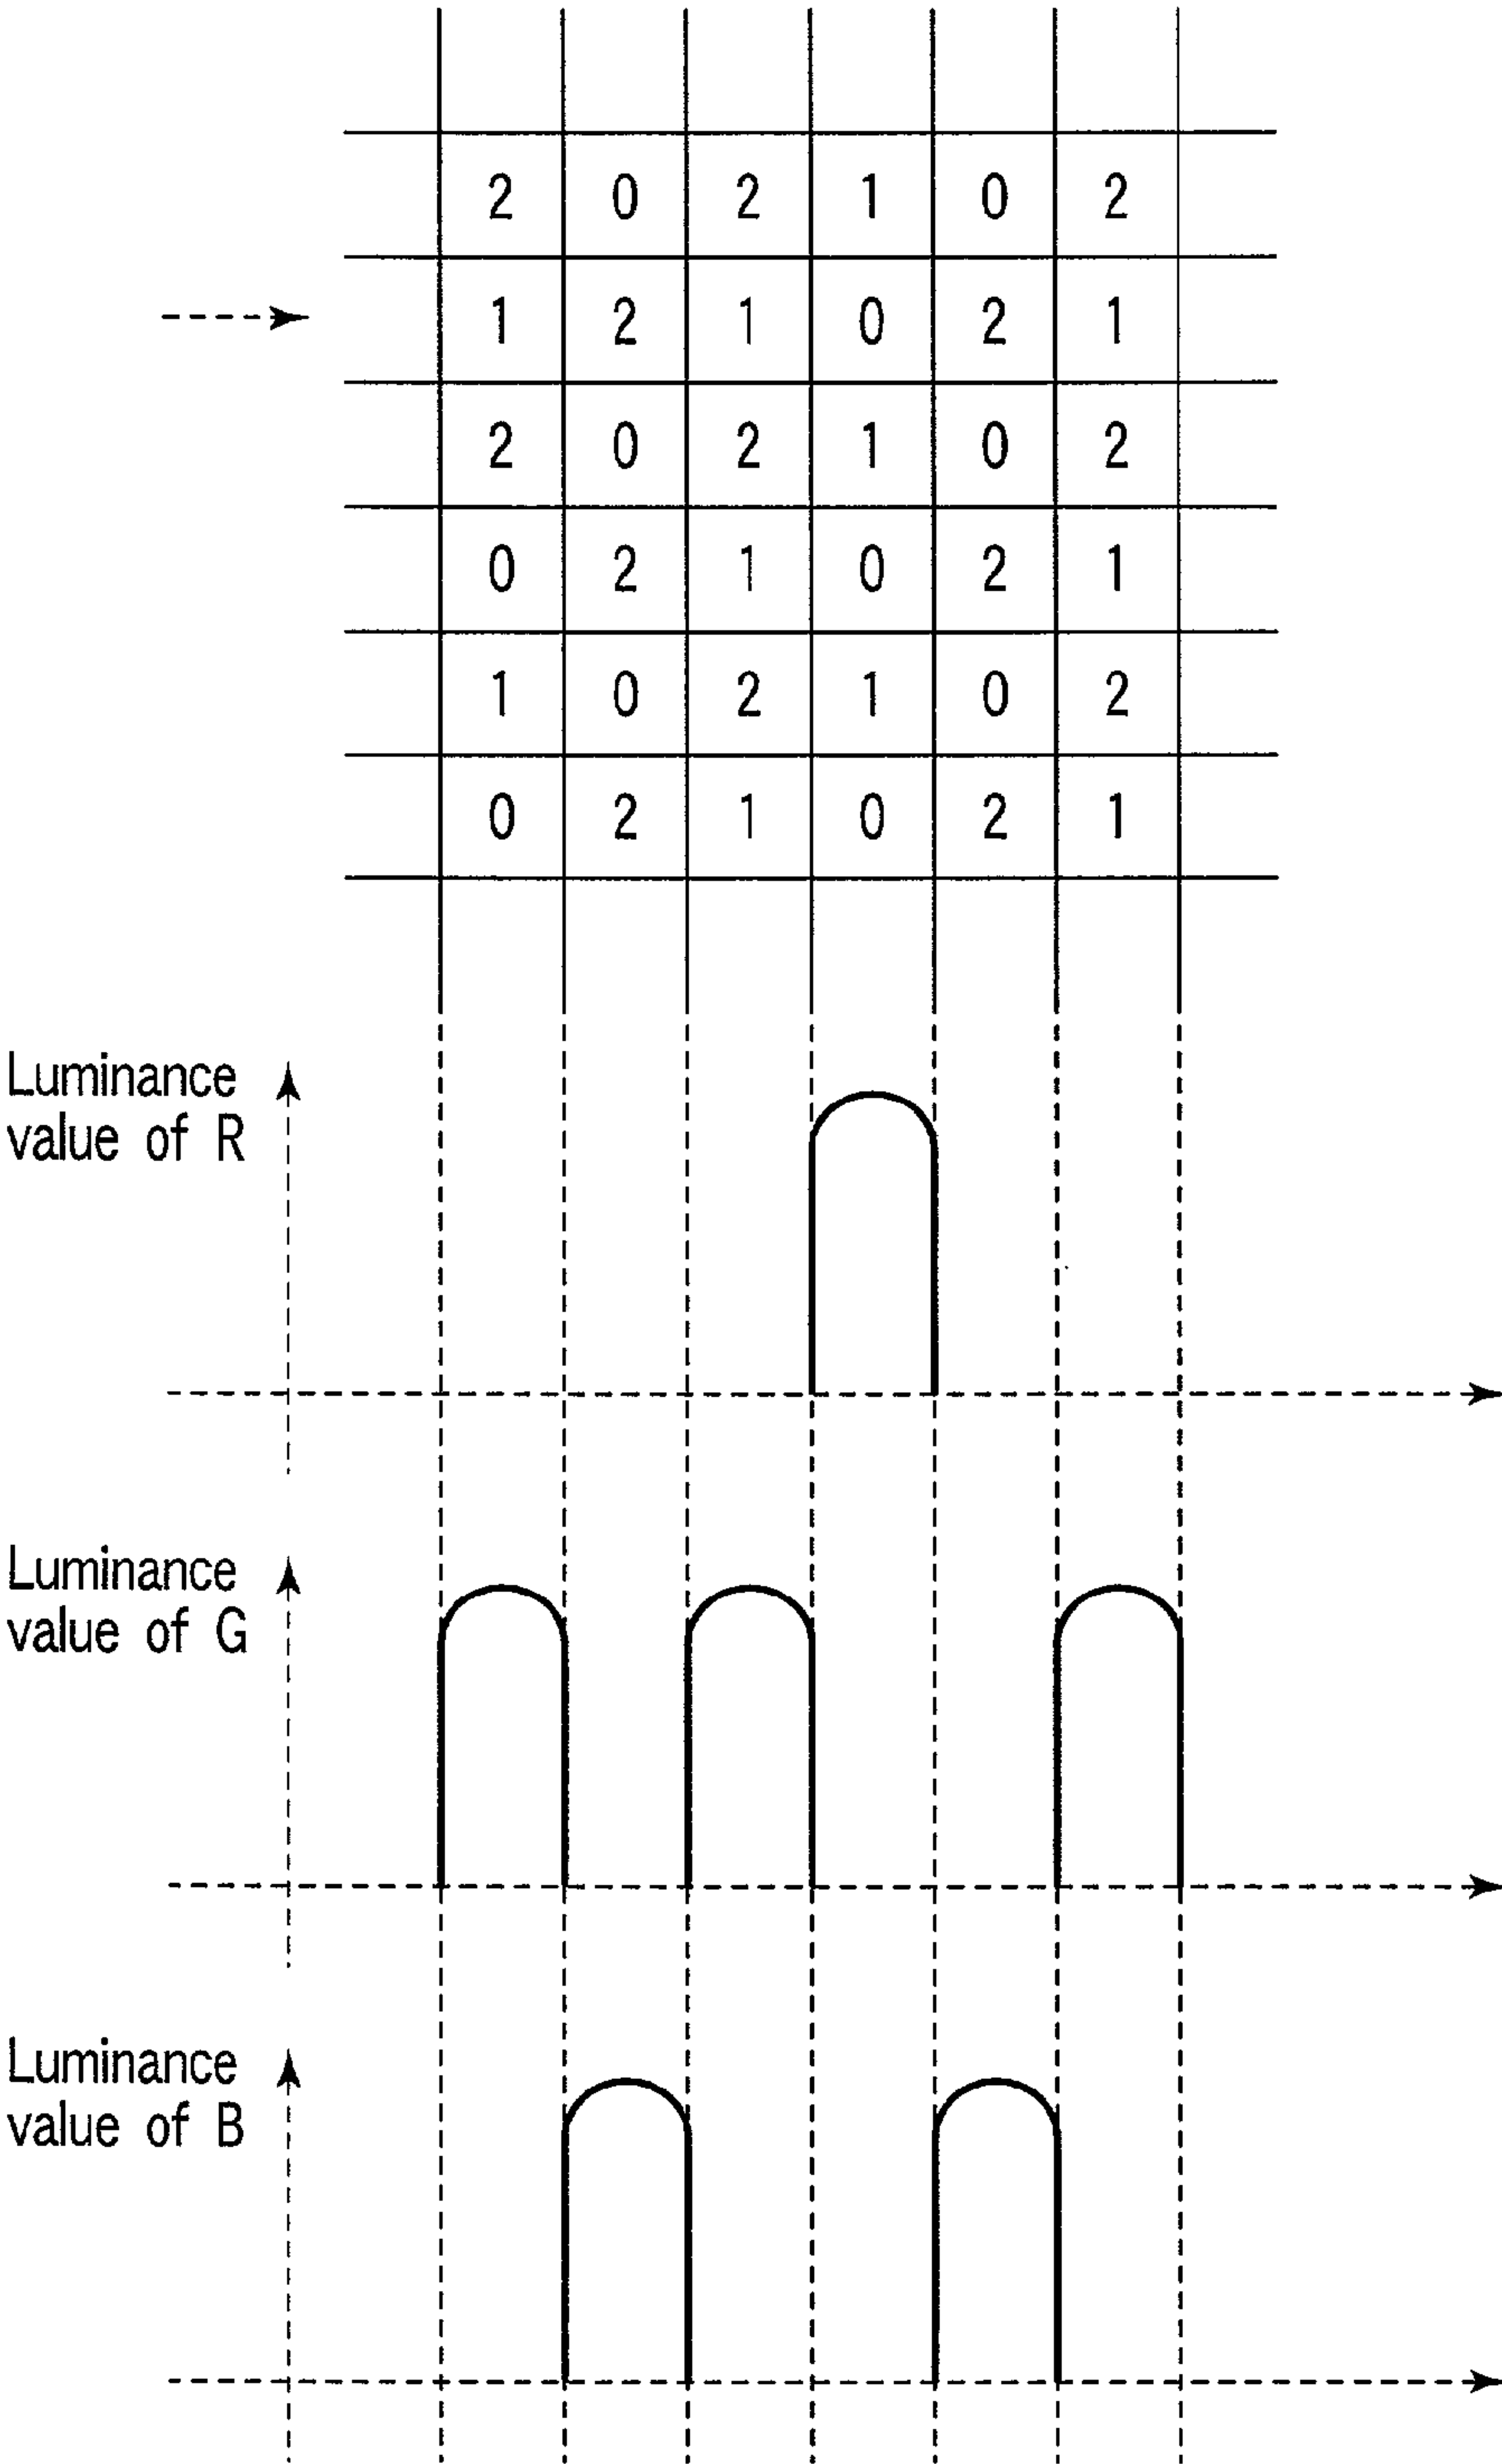 2 0 2 1 0 2
1 2 1 0 2 1
2 0 2 1 0 2
0 2 1 0 2 1
1 0 2 1 0 2
0 2 1 0 2 1
Luminance
value of R
Luminance
value of G
Luminance
value of B